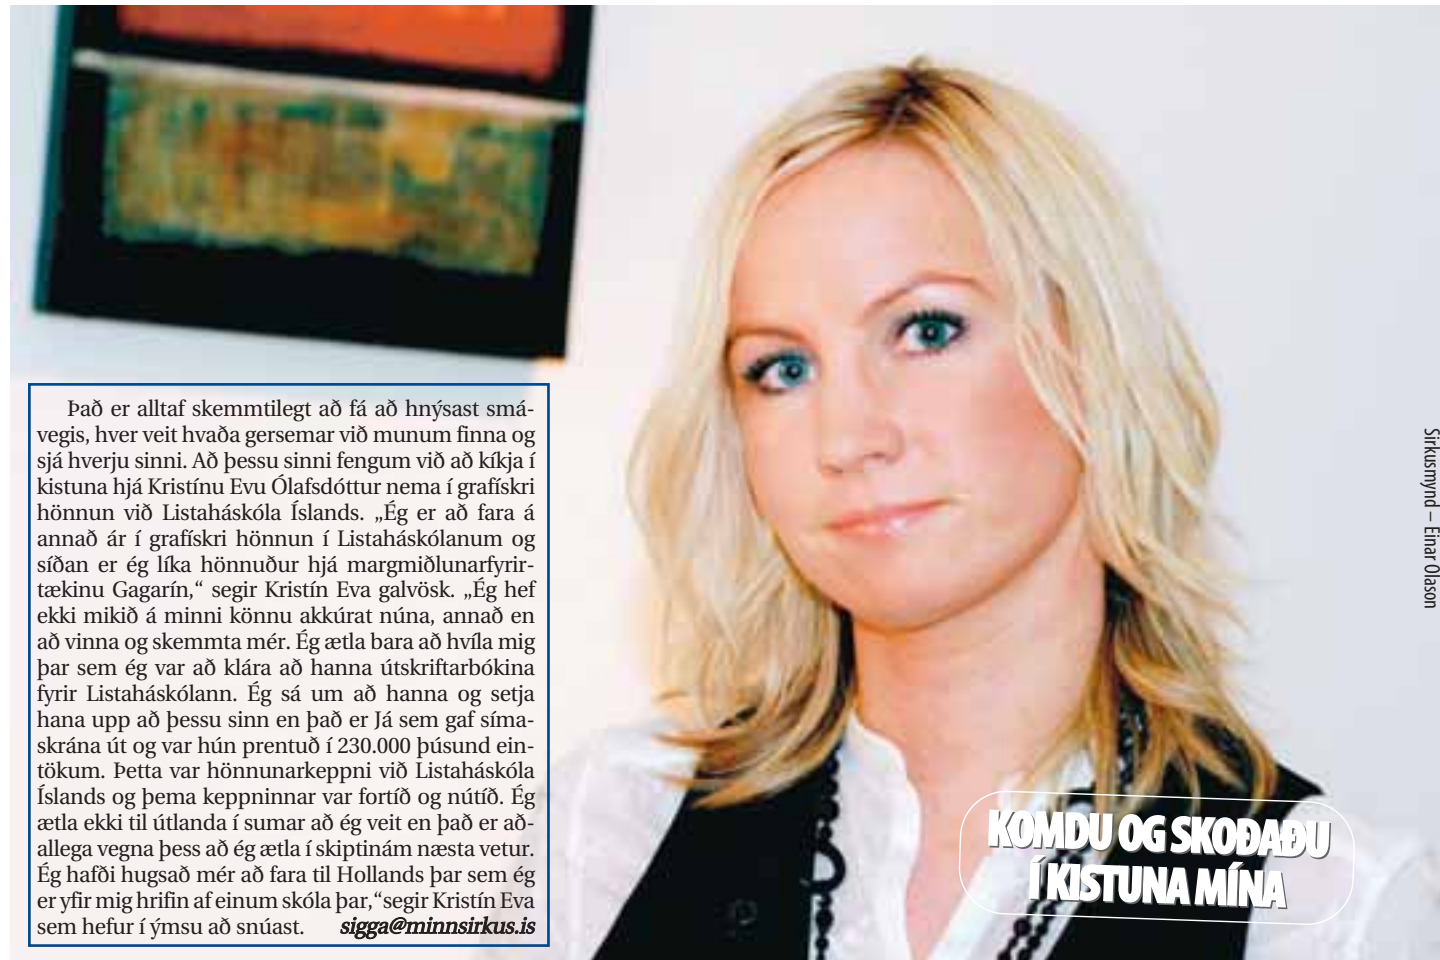 Það er alltaf skemmtilegt að fá að hnýsast smá-
vegis, hver veit hvaða gersemar við munum finna og
sjá hverju sinni. Að þessu sinni fengum við að kíkja í
kistuna hjá Kristínu Evu Ólafsdóttur nema í grafískri
hönnun við Listaháskóla Íslands. „Ég er að fara á
annað ár í grafískri hönnun í Listaháskólanum og
síðan er ég líka hönnuður hjá margmiðlunarfyrir-
tækinu Gagarín,“ segir Kristín Eva galvösk. „Ég hef
ekki mikið á minni könnu akkúrat núna, annað en
að vinna og skemmta mér. Ég ætla bara að hvíla mig
þar sem ég var að klára að hanna útskriftarbókina
fyrir Listaháskólann. Ég sá um að hanna og setja
hana upp að þessu sinn en það er Já sem gaf síma-
skrána út og var hún prentuð í 230.000 þúsund ein-
tökum. Þetta var hönnunarkeppni við Listaháskóla
Íslands og þema keppninnar var fortíð og nútíð. Ég
ætla ekki til útlanda í sumar að ég veit en það er að-
allega vegna þess að ég ætla í skiptinám næsta vetur.
Ég hafði hugsað mér að fara til Hollands þar sem ég
er yfir mig hrifin af einum skóla þar,“segir Kristín Eva
sem hefur í ýmsu að snúast. sigga@minnsirkus.is
KOMDU OG SKOÐAÐU
Í KISTUNA MÍNA
Sirkusmynd – Einar Ólason